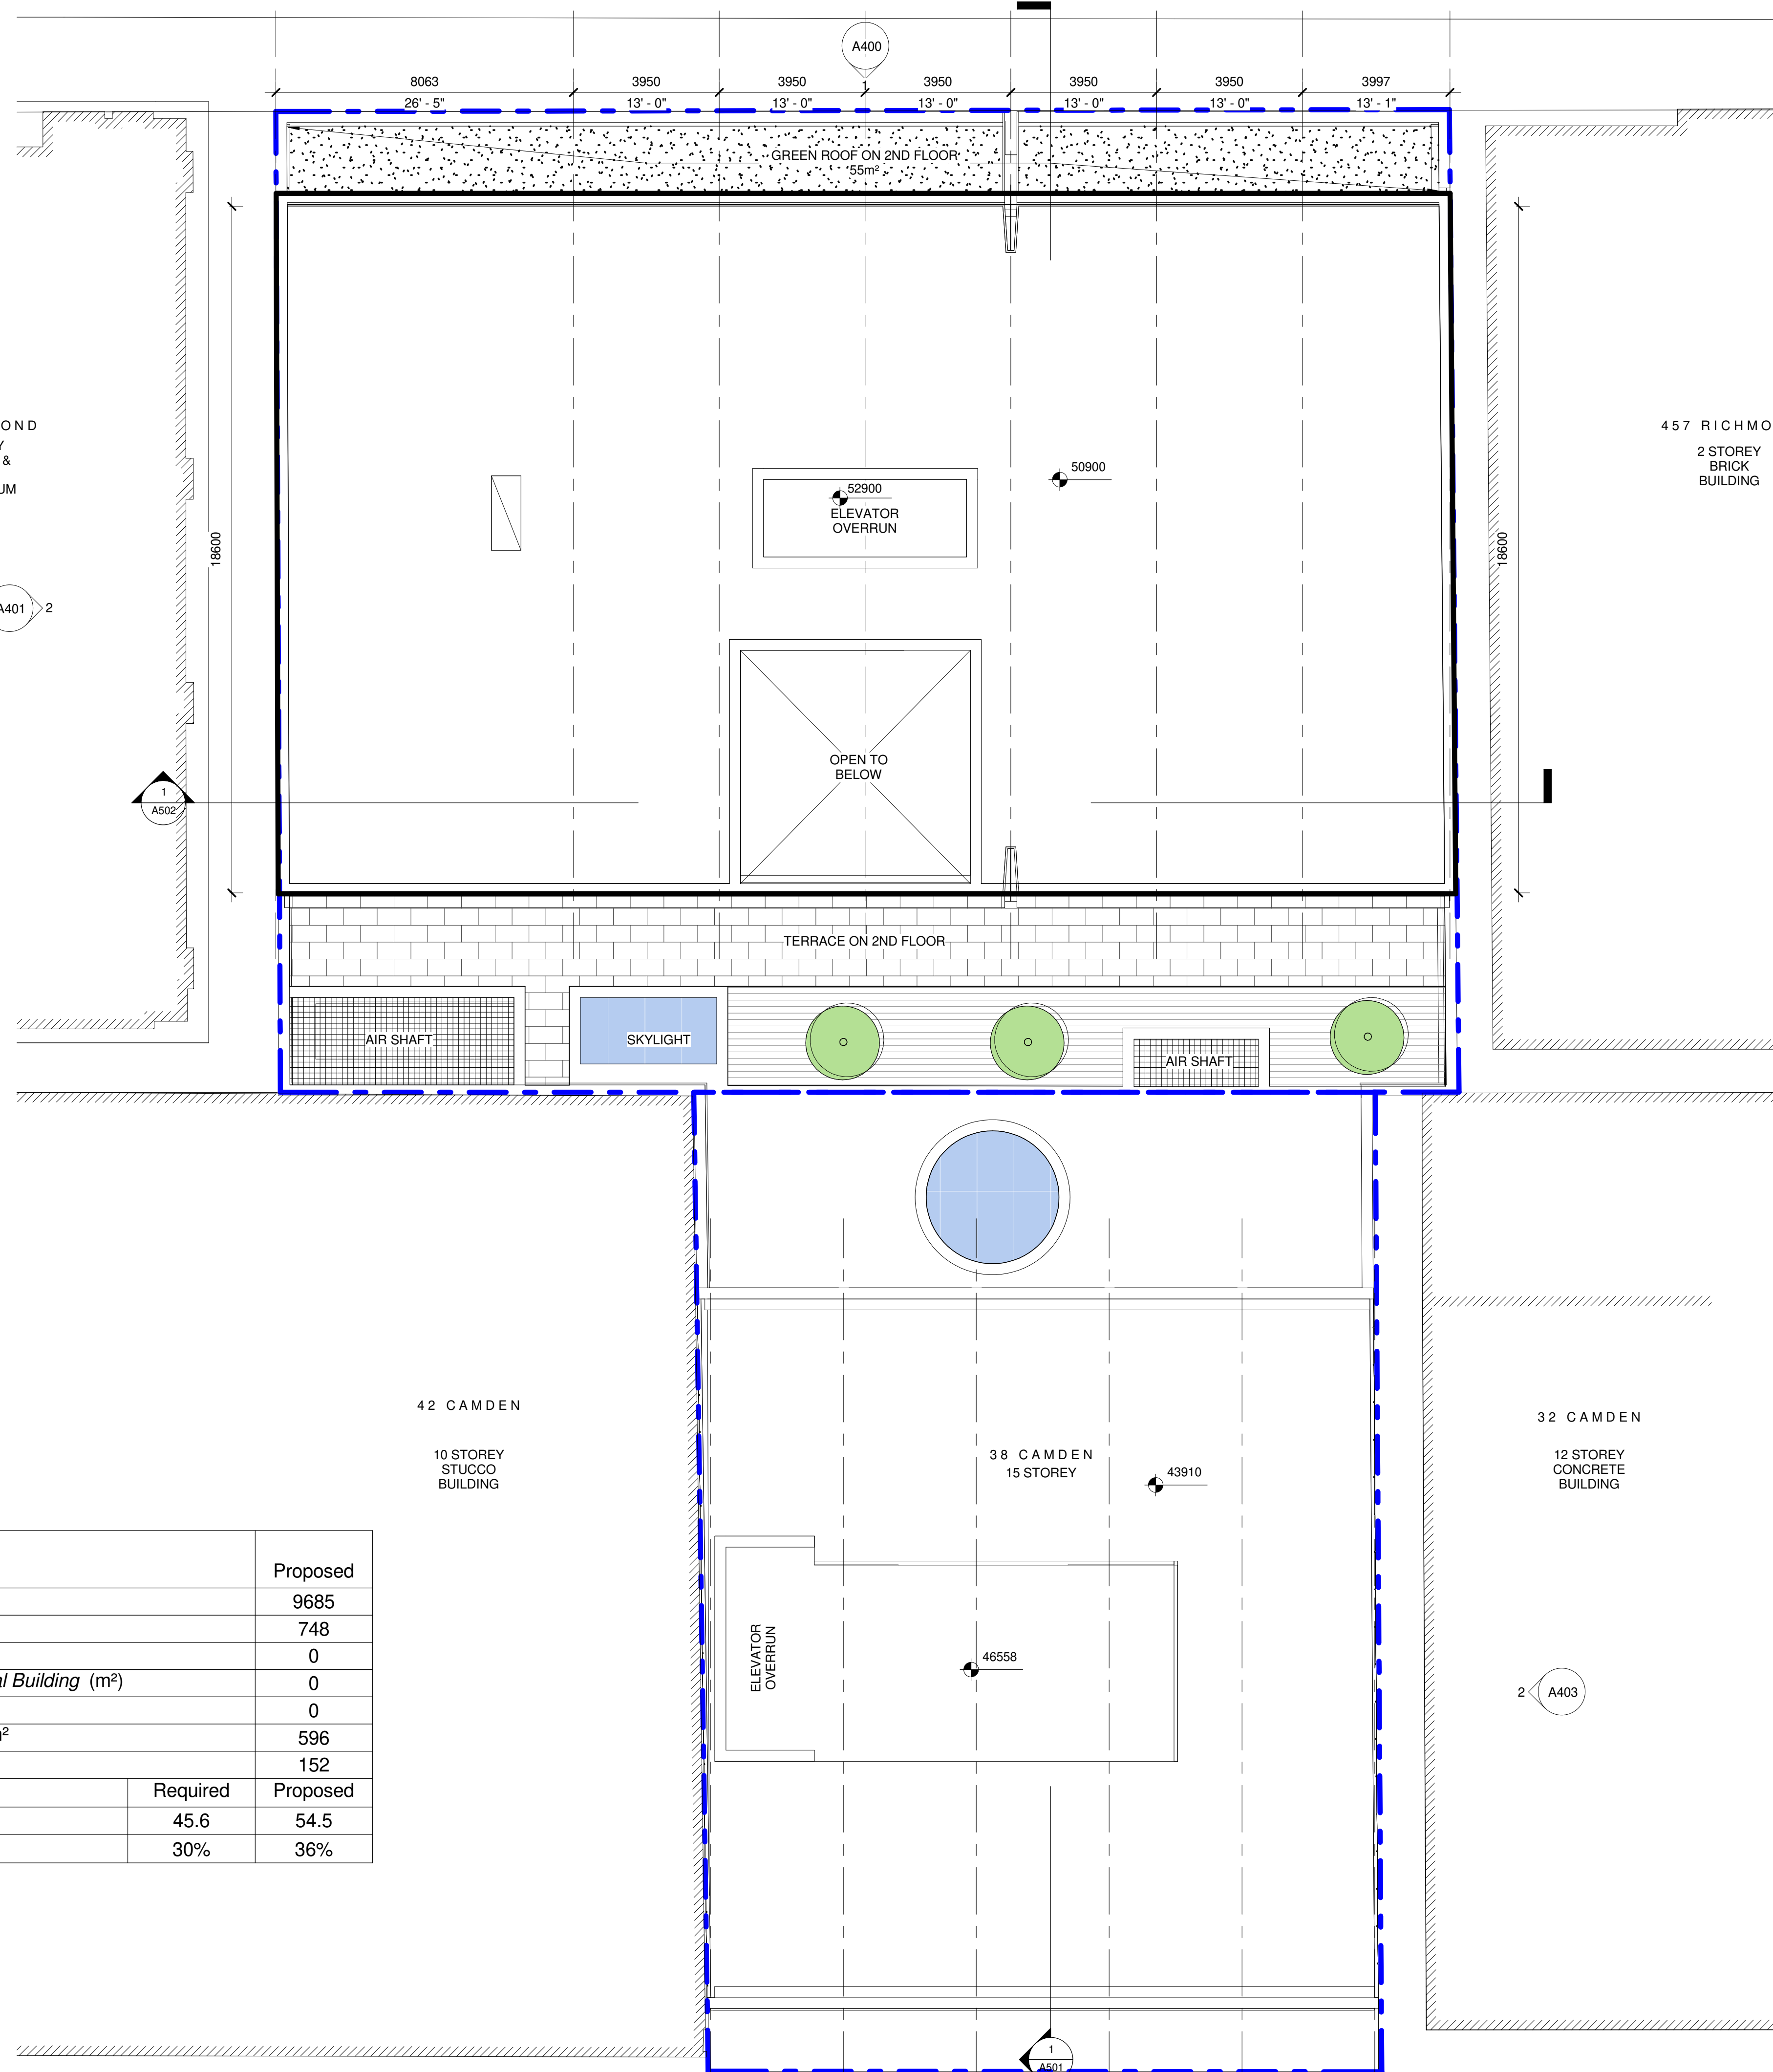 A400
1
8063
3950
3950
3950
3950
3950
3997
26' - 5"
13' - 0"
13' - 0"
13' - 0"
13' - 0"
13' - 0"
13' - 1"
GREEN ROOF ON 2ND FLOOR
55m²
OND
Y
&
UM
457 RICHMO
2 STOREY
BRICK
BUILDING
50900
52900
ELEVATOR
OVERRUN
18600
18600
A401
2
OPEN TO
BELOW
1
A502
TERRACE ON 2ND FLOOR
AIR SHAFT
SKYLIGHT
AIR SHAFT
42 CAMDEN
10 STOREY
STUCCO
BUILDING
38 CAMDEN
15 STOREY
43910
32 CAMDEN
12 STOREY
CONCRETE
BUILDING
ELEVATOR
OVERRUN
46558
2
A403
Proposed
9685
748
0
al Building (m²)
0
0
m²
596
152
Required
Proposed
45.6
54.5
30%
36%
1
A501